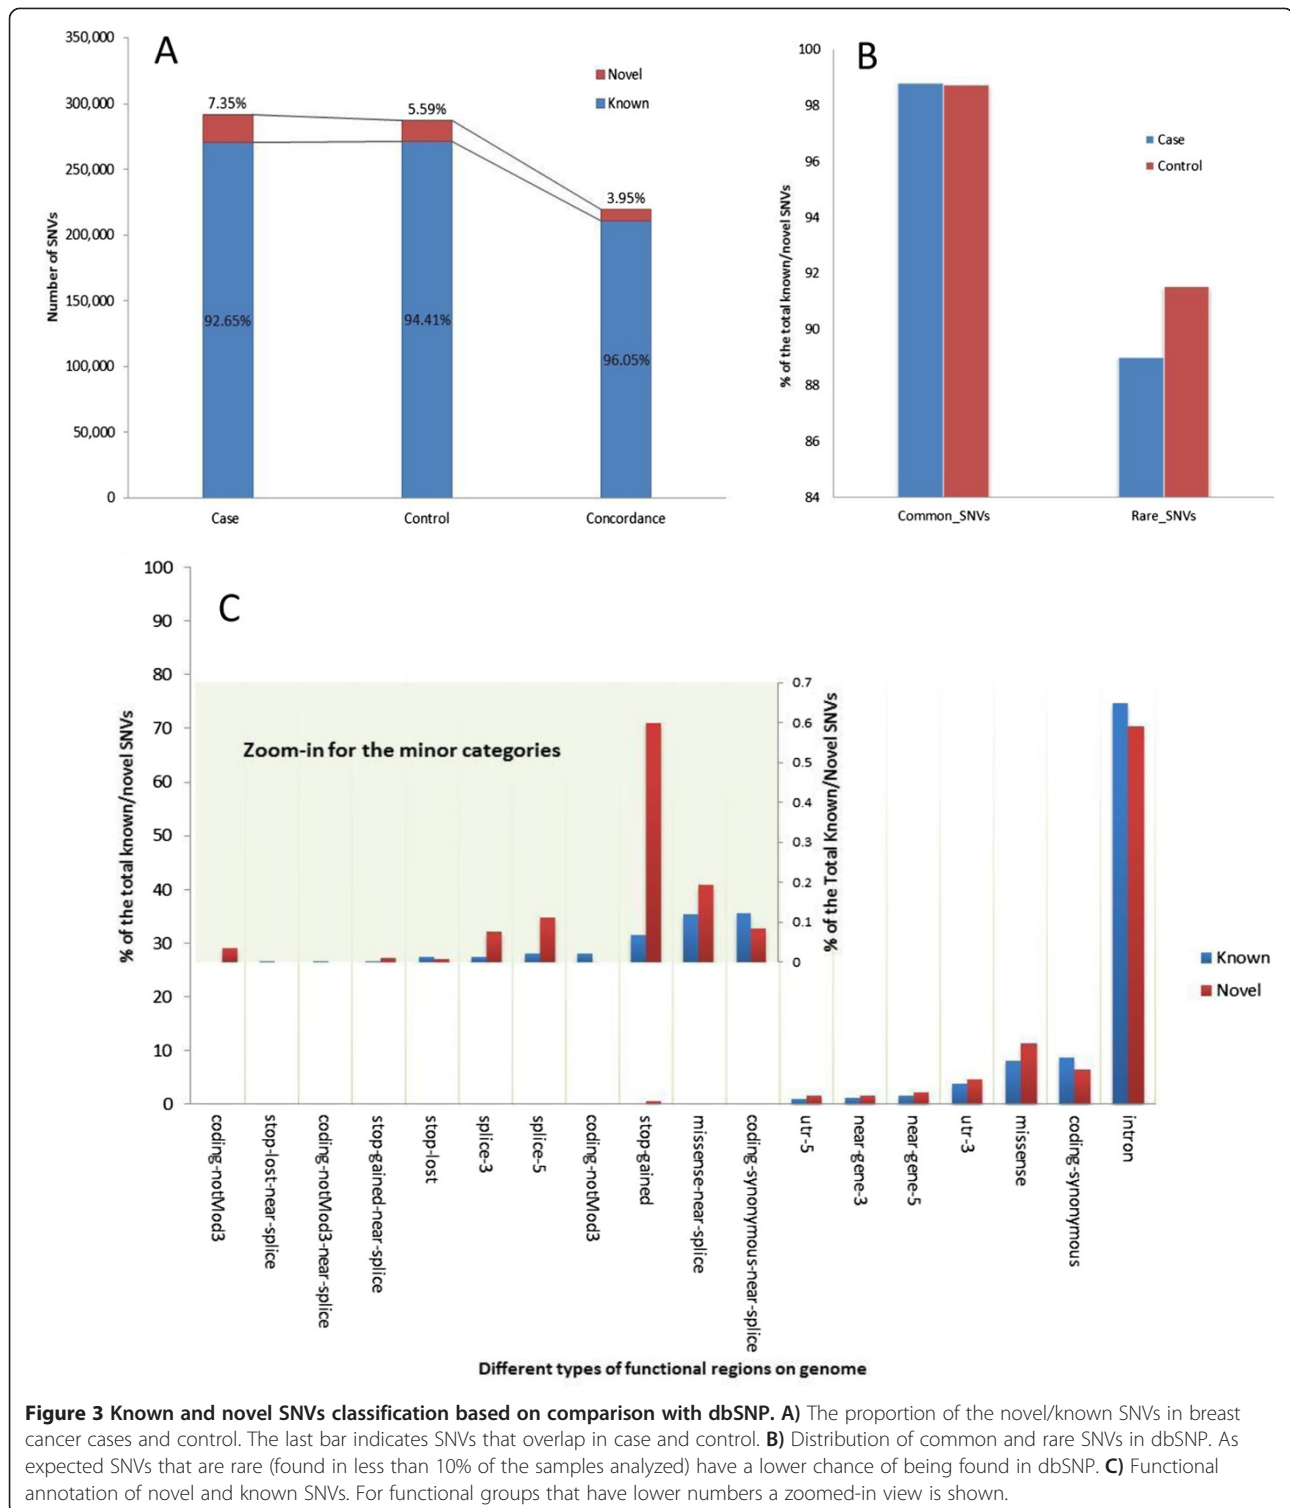 A
350,000
300,000
250,000
200,000
150,000
100,000
50,000
0
Number of SNVs
7.35%
5.59%
3.95%
92.65%
94.41%
96.05%
Novel
Known
Case
Control
Concordance
B
100
98
96
94
92
90
88
86
84
% of the total known/novel SNVs
Case
Control
Common_SNVs
Rare_SNVs
C
100
90
80
70
60
50
40
30
20
10
0
% of the total known/novel SNVs
Zoom-in for the minor categories
0.7
0.6
0.5
0.4
0.3
0.2
0.1
0
% of the Total Known/Novel SNVs
Known
Novel
coding-notMod3
stop-lost-near-splice
coding-notMod3-near-splice
stop-gained-near-splice
stop-lost
splice-3
splice-5
coding-notMod3
stop-gained
missense-near-splice
coding-synonymous-near-splice
utr-5
near-gene-3
near-gene-5
utr-3
missense
coding-synonymous
intron
Different types of functional regions on genome
Figure 3 Known and novel SNVs classification based on comparison with dbSNP. A) The proportion of the novel/known SNVs in breast
cancer cases and control. The last bar indicates SNVs that overlap in case and control. B) Distribution of common and rare SNVs in dbSNP. As
expected SNVs that are rare (found in less than 10% of the samples analyzed) have a lower chance of being found in dbSNP. C) Functional
annotation of novel and known SNVs. For functional groups that have lower numbers a zoomed-in view is shown.